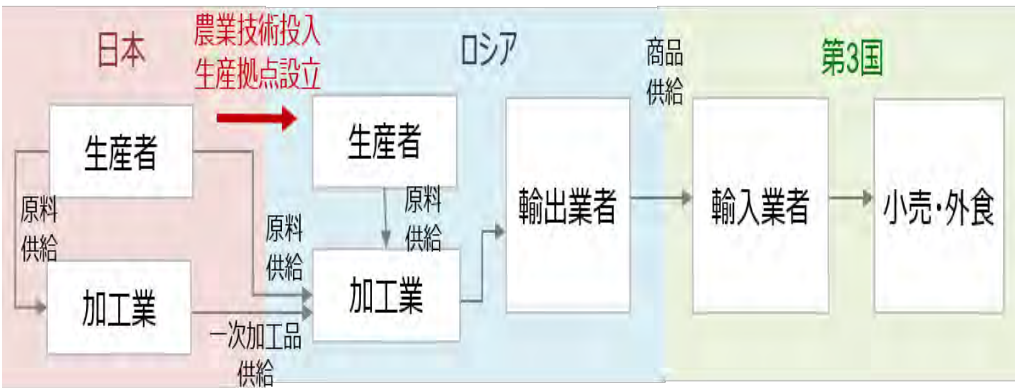 日本
農業技術投入
生産拠点設立
ロシア
商品
供給
第3国
生産者
生産者
原料
供給
原料
供給
原料
供給
輸出業者
輸入業者
小売・外食
加工業
加工業
一次加工品
供給